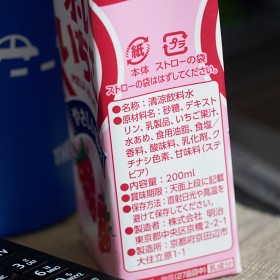 紙 プラ
本体 ストローの袋
ストローの袋
ははずしてください。
●名称：清涼飲料水
●原材料名：砂糖、デキスト
リン、乳製品、いちご果汁、
水あめ、食用油脂、食塩／
香料、酸味料、乳化剤、ク
チナシ色素、甘味料（ステ
ビア）
●内容量：200ml
●賞味期限：天面上段に記載
●保存方法：直射日光や高温を
避けて保存してください。
●製造者：株式会社 明治
東京都中央区京橋2-2-1
●製造所：京都府京田辺市
大住立原1-1
乳成分